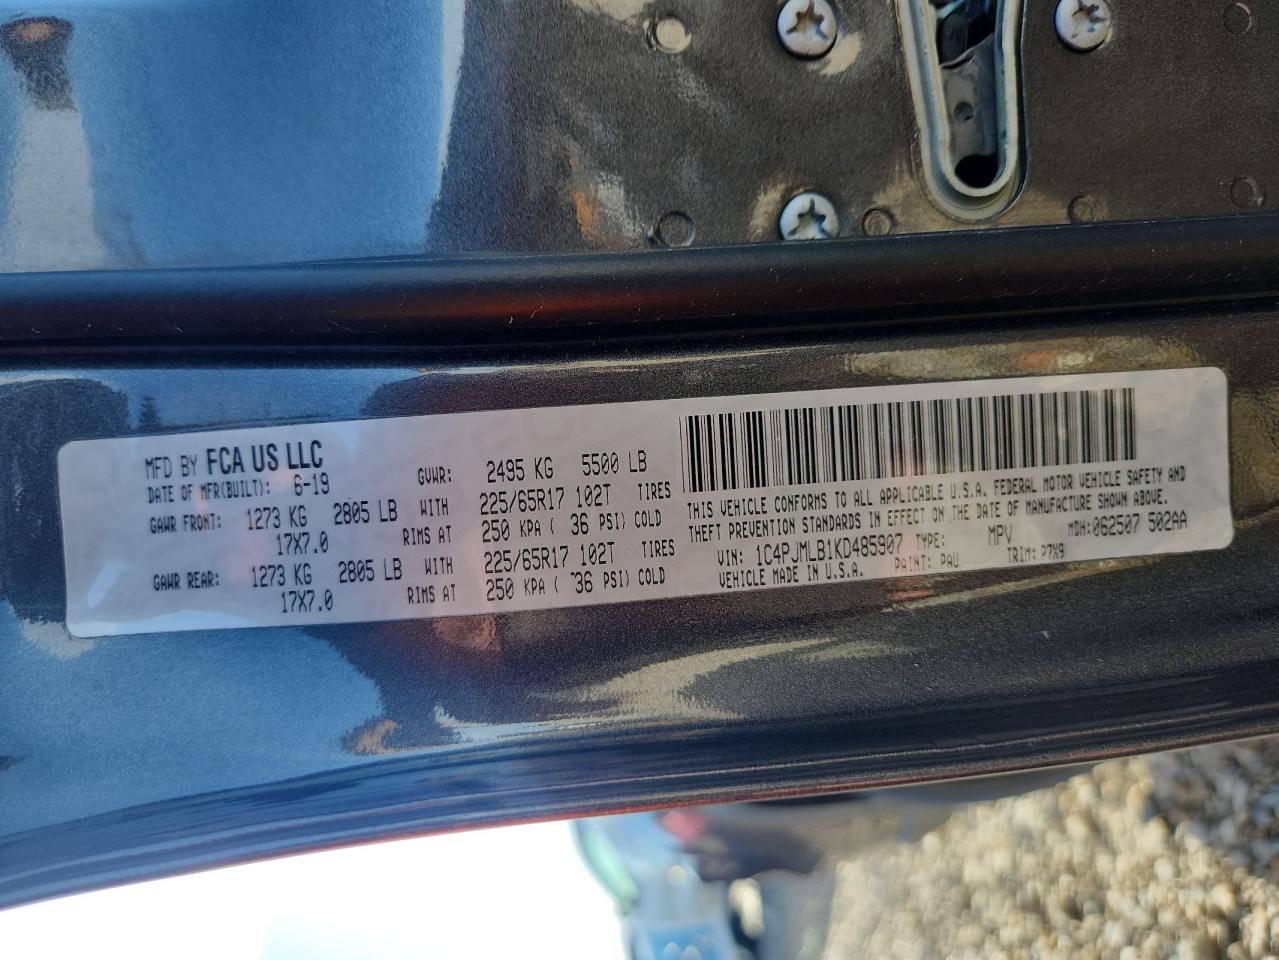 MFD BY FCA US LLC
DATE OF MFR(BUILT): 6-19 GVWR: 2495 KG 5500 LB
GAWR FRONT: 1273 KG 2805 LB WITH 225/65R17 102T TIRES
17X7.0 RIMS AT 250 KPA ( 36 PSI) COLD
GAWR REAR: 1273 KG 2805 LB WITH 225/65R17 102T TIRES
17X7.0 RIMS AT 250 KPA ( 36 PSI) COLD
THIS VEHICLE CONFORMS TO ALL APPLICABLE U.S.A. FEDERAL MOTOR VEHICLE SAFETY AND
THEFT PREVENTION STANDARDS IN EFFECT ON THE DATE OF MANUFACTURE SHOWN ABOVE.
VIN: 1C4PJMLB1KD485907 TYPE: MPV MDH: 062507 502AA
VEHICLE MADE IN U.S.A. PAINT: PAU TRIM: P7X9